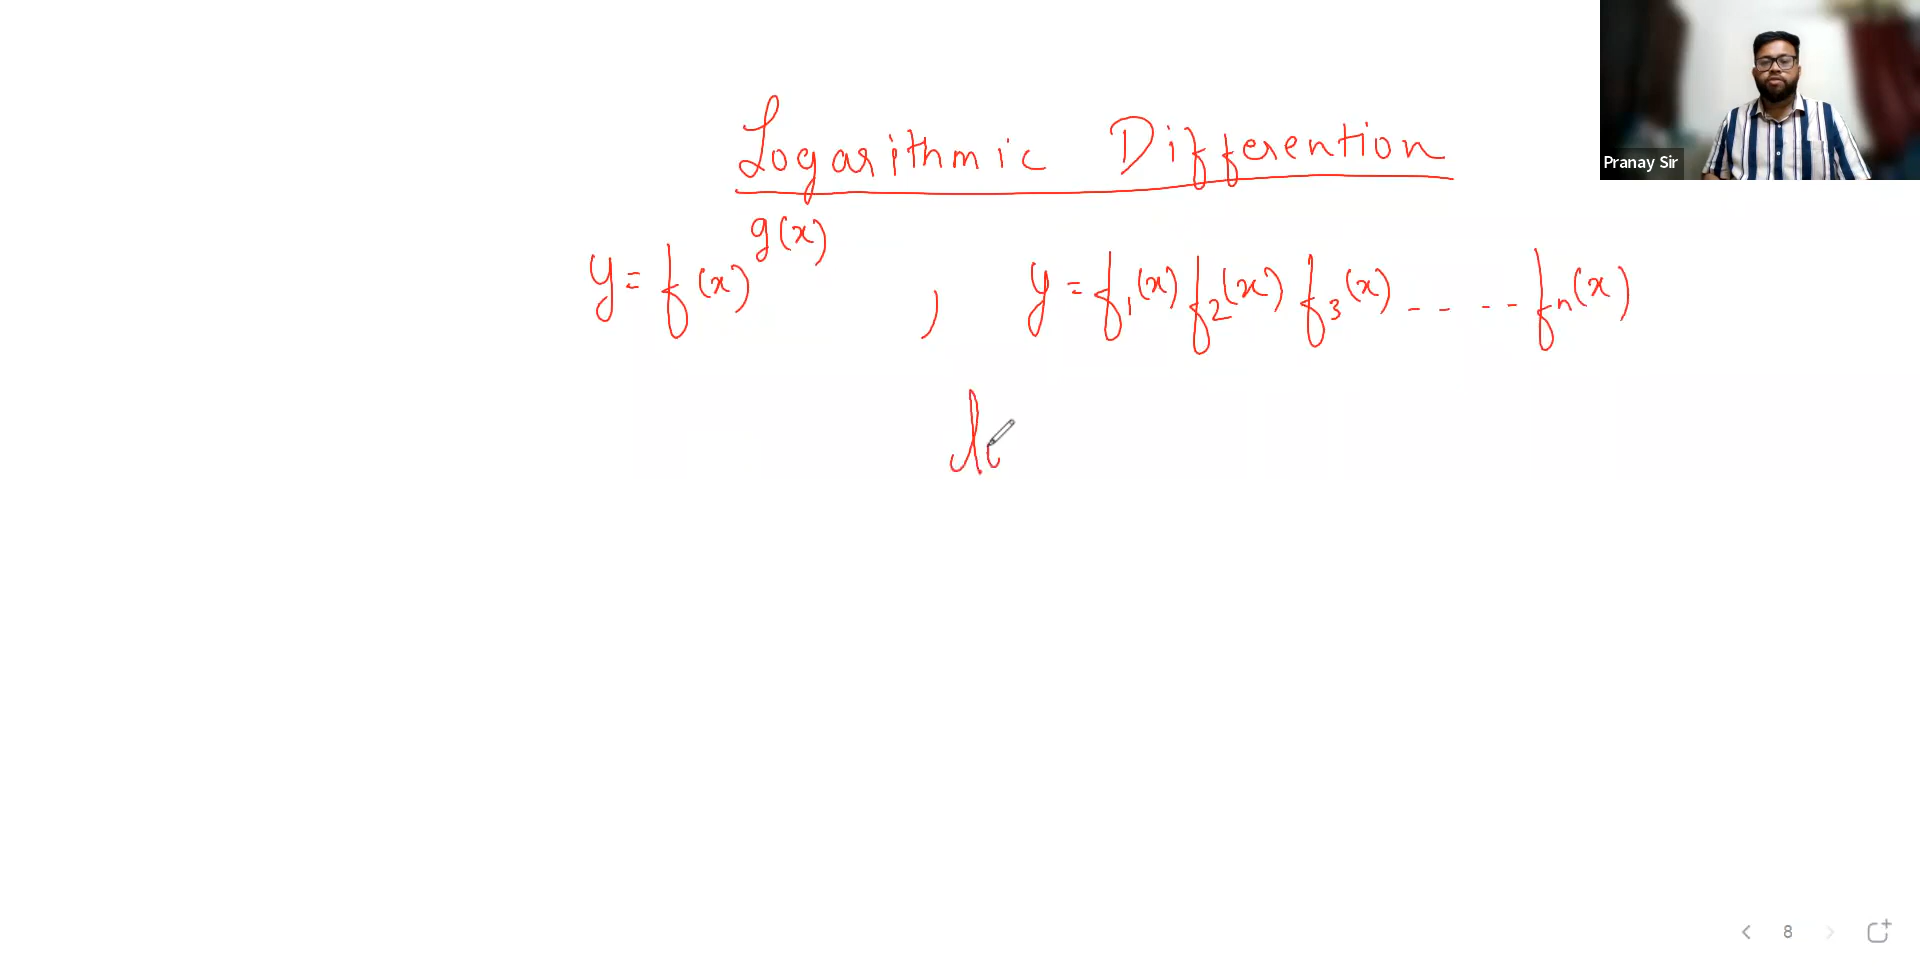 Logarithmic Differention
Pranay Sir
y = f(x)^g(x) , y = f₁(x) f₂(x) f₃(x) - - - - - fₙ(x)
8